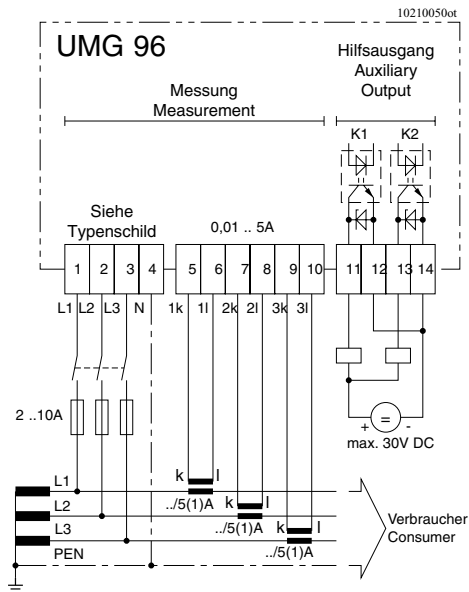 10210050ot
UMG 96
Hilfsausgang
Auxiliary
Output
Messung
Measurement
K1 K2
Siehe
Typenschild
0,01 .. 5A
1 2 3 4 5 6 7 8 9 10 11 12 13 14
L1 L2 L3 N 1k 1l 2k 2l 3k 3l
2 ..10A
+ = -
max. 30V DC
L1 k l
../5(1)A
L2 k l
../5(1)A
L3 k l
../5(1)A
PEN
Verbraucher
Consumer